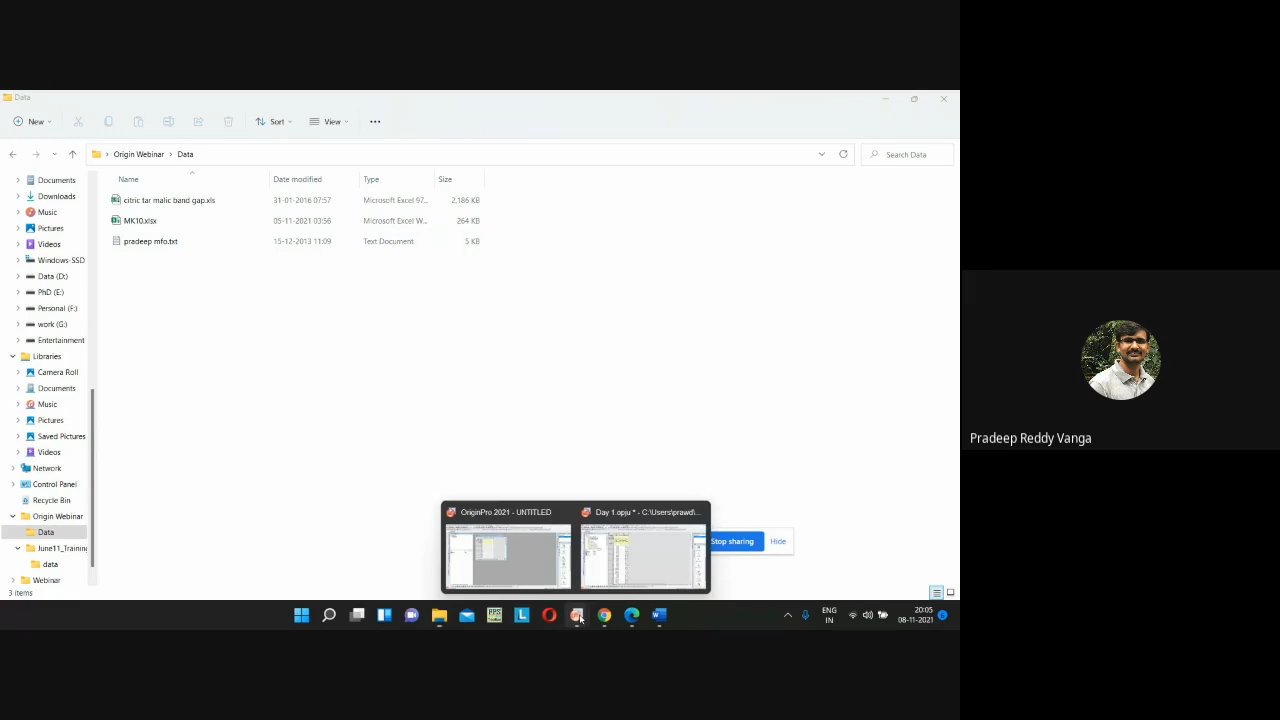 Data
New
Sort
View
Origin Webinar
Data
Search Data
Name
Date modified
Type
Size
citric tar malic band gap.xls
31-01-2016 07:57
Microsoft Excel 97...
2,186 KB
MK10.xlsx
05-11-2021 03:56
Microsoft Excel W...
264 KB
pradeep mfo.txt
15-12-2013 11:09
Text Document
5 KB
Documents
Downloads
Music
Pictures
Videos
Windows-SSD
Data (D:)
PhD (E:)
Personal (F:)
work (G:)
Entertainment
Libraries
Camera Roll
Documents
Music
Pictures
Saved Pictures
Videos
Network
Control Panel
Recycle Bin
Origin Webinar
Data
June11_Training
data
Webinar
3 items
OriginPro 2021 - UNTITLED
Day 1.opju * - C:\Users\prawd\...
Stop sharing
Hide
ENG
IN
20:05
08-11-2021
Pradeep Reddy Vanga